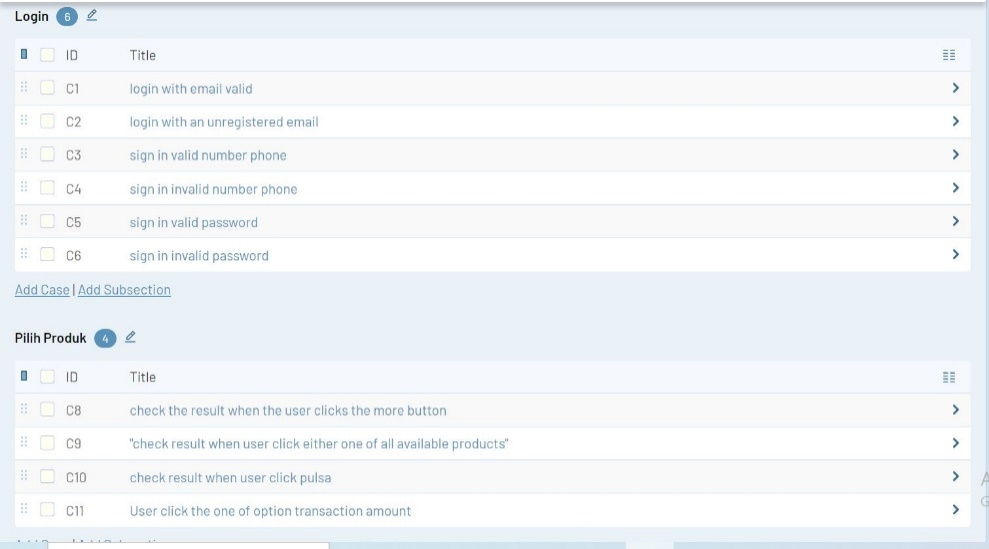 Login 6
ID Title
C1 login with email valid
C2 login with an unregistered email
C3 sign in valid number phone
C4 sign in invalid number phone
C5 sign in valid password
C6 sign in invalid password
Add Case | Add Subsection
Pilih Produk 4
ID Title
C8 check the result when the user clicks the more button
C9 "check result when user click either one of all available products"
C10 check result when user click pulsa
C11 User click the one of option transaction amount